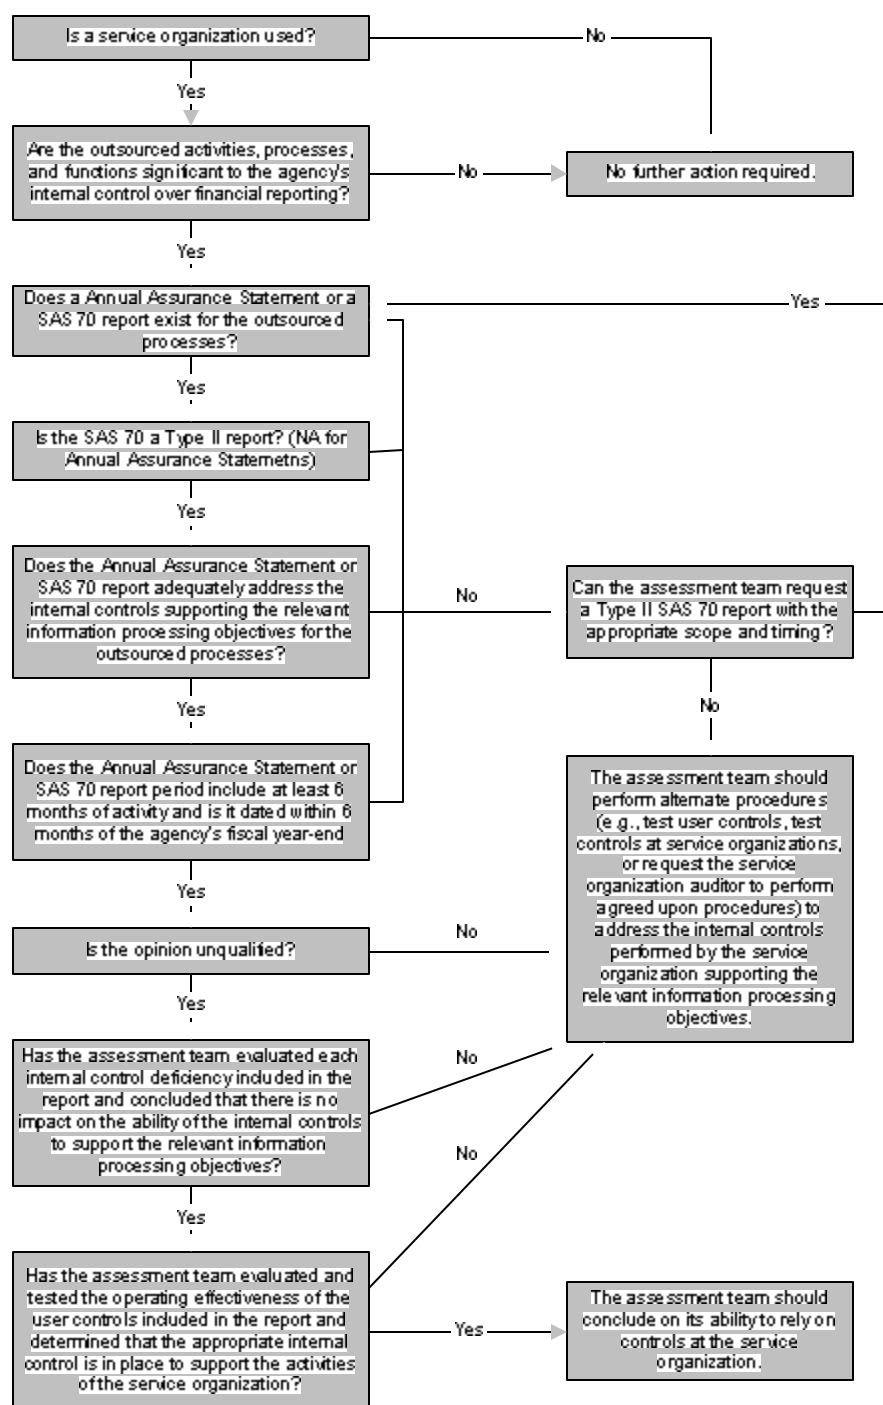 Is a service organization used?
No
Yes
Are the outsourced activities, processes,
and functions significant to the agency's
internal control over financial reporting?
No
No further action required.
Yes
Does a Annual Assurance Statement or a
SAS 70 report exist for the outsourced
processes?
Yes
Yes
Is the SAS 70 a Type II report? (NA for
Annual Assurance Statemetns)
Yes
Does the Annual Assurance Statement or
SAS 70 report adequately address the
internal controls supporting the relevant
information processing objectives for the
outsourced processes?
No
Can the assessment team request
a Type II SAS 70 report with the
appropriate scope and timing?
Yes
No
Does the Annual Assurance Statement or
SAS 70 report period include at least 6
months of activity and is it dated within 6
months of the agency's fiscal year-end
The assessment team should
perform alternate procedures
(e.g., test user controls, test
controls at service organizations,
or request the service
organization auditor to perform
agreed upon procedures) to
address the internal controls
performed by the service
organization supporting the
relevant information processing
objectives.
Yes
Is the opinion unqualified?
No
Yes
Has the assessment team evaluated each
internal control deficiency included in the
report and concluded that there is no
impact on the ability of the internal controls
to support the relevant information
processing objectives?
No
No
Yes
Has the assessment team evaluated and
tested the operating effectiveness of the
user controls included in the report and
determined that the appropriate internal
control is in place to support the activities
of the service organization?
Yes
The assessment team should
conclude on its ability to rely on
controls at the service
organization.